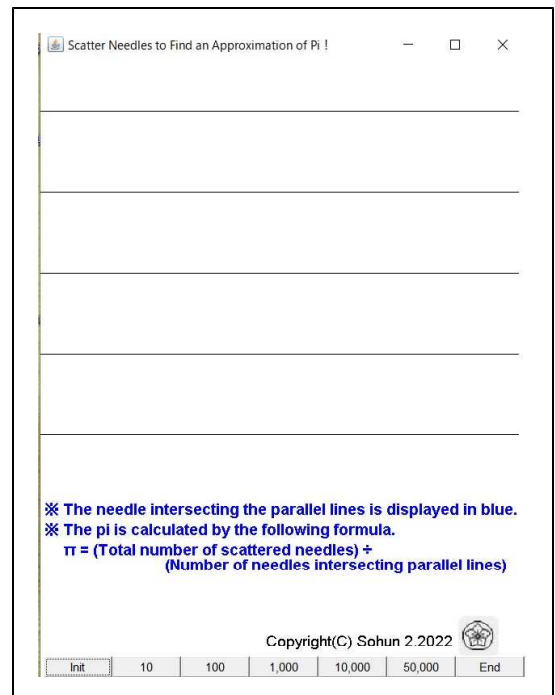 Scatter Needles to Find an Approximation of Pi !
※ The needle intersecting the parallel lines is displayed in blue.
※ The pi is calculated by the following formula.
π = (Total number of scattered needles) ÷
(Number of needles intersecting parallel lines)
Copyright(C) Sohun 2.2022
Init 10 100 1,000 10,000 50,000 End